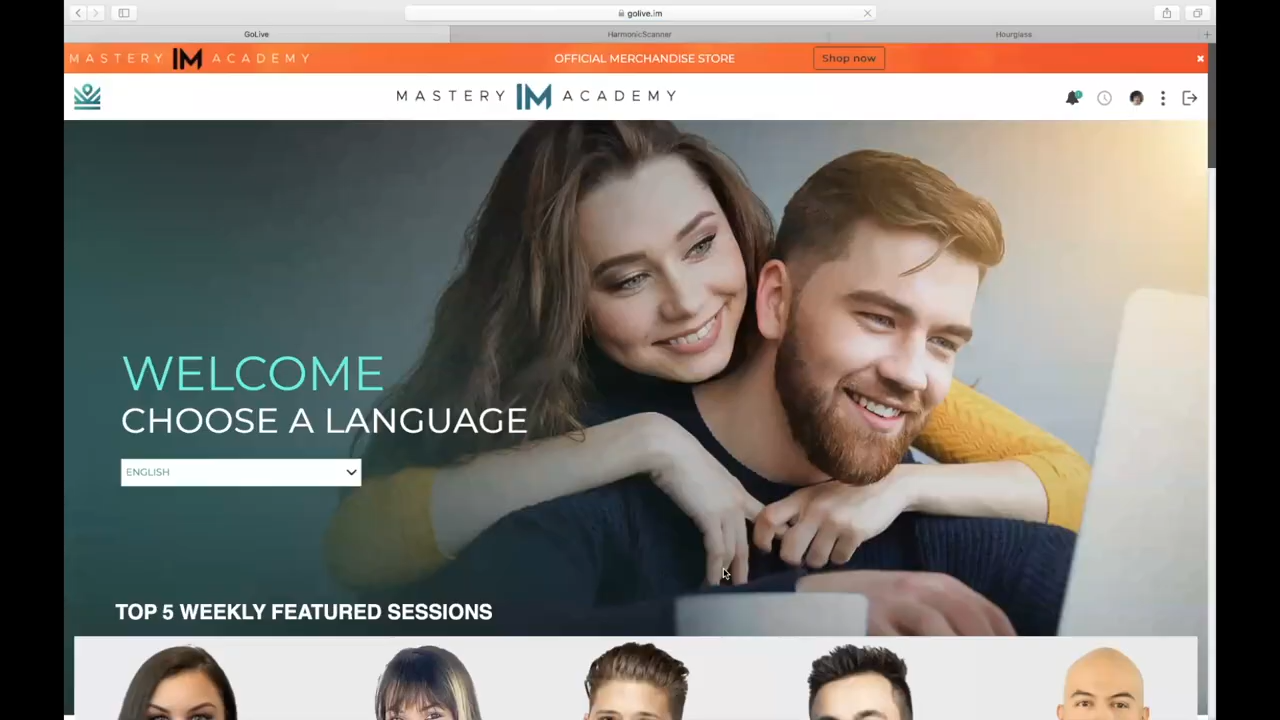 golive.im
GoLive
HarmonicScanner
Hourglass
MASTERY IM ACADEMY
OFFICIAL MERCHANDISE STORE
Shop now
MASTERY IM ACADEMY
WELCOME
CHOOSE A LANGUAGE
ENGLISH
TOP 5 WEEKLY FEATURED SESSIONS